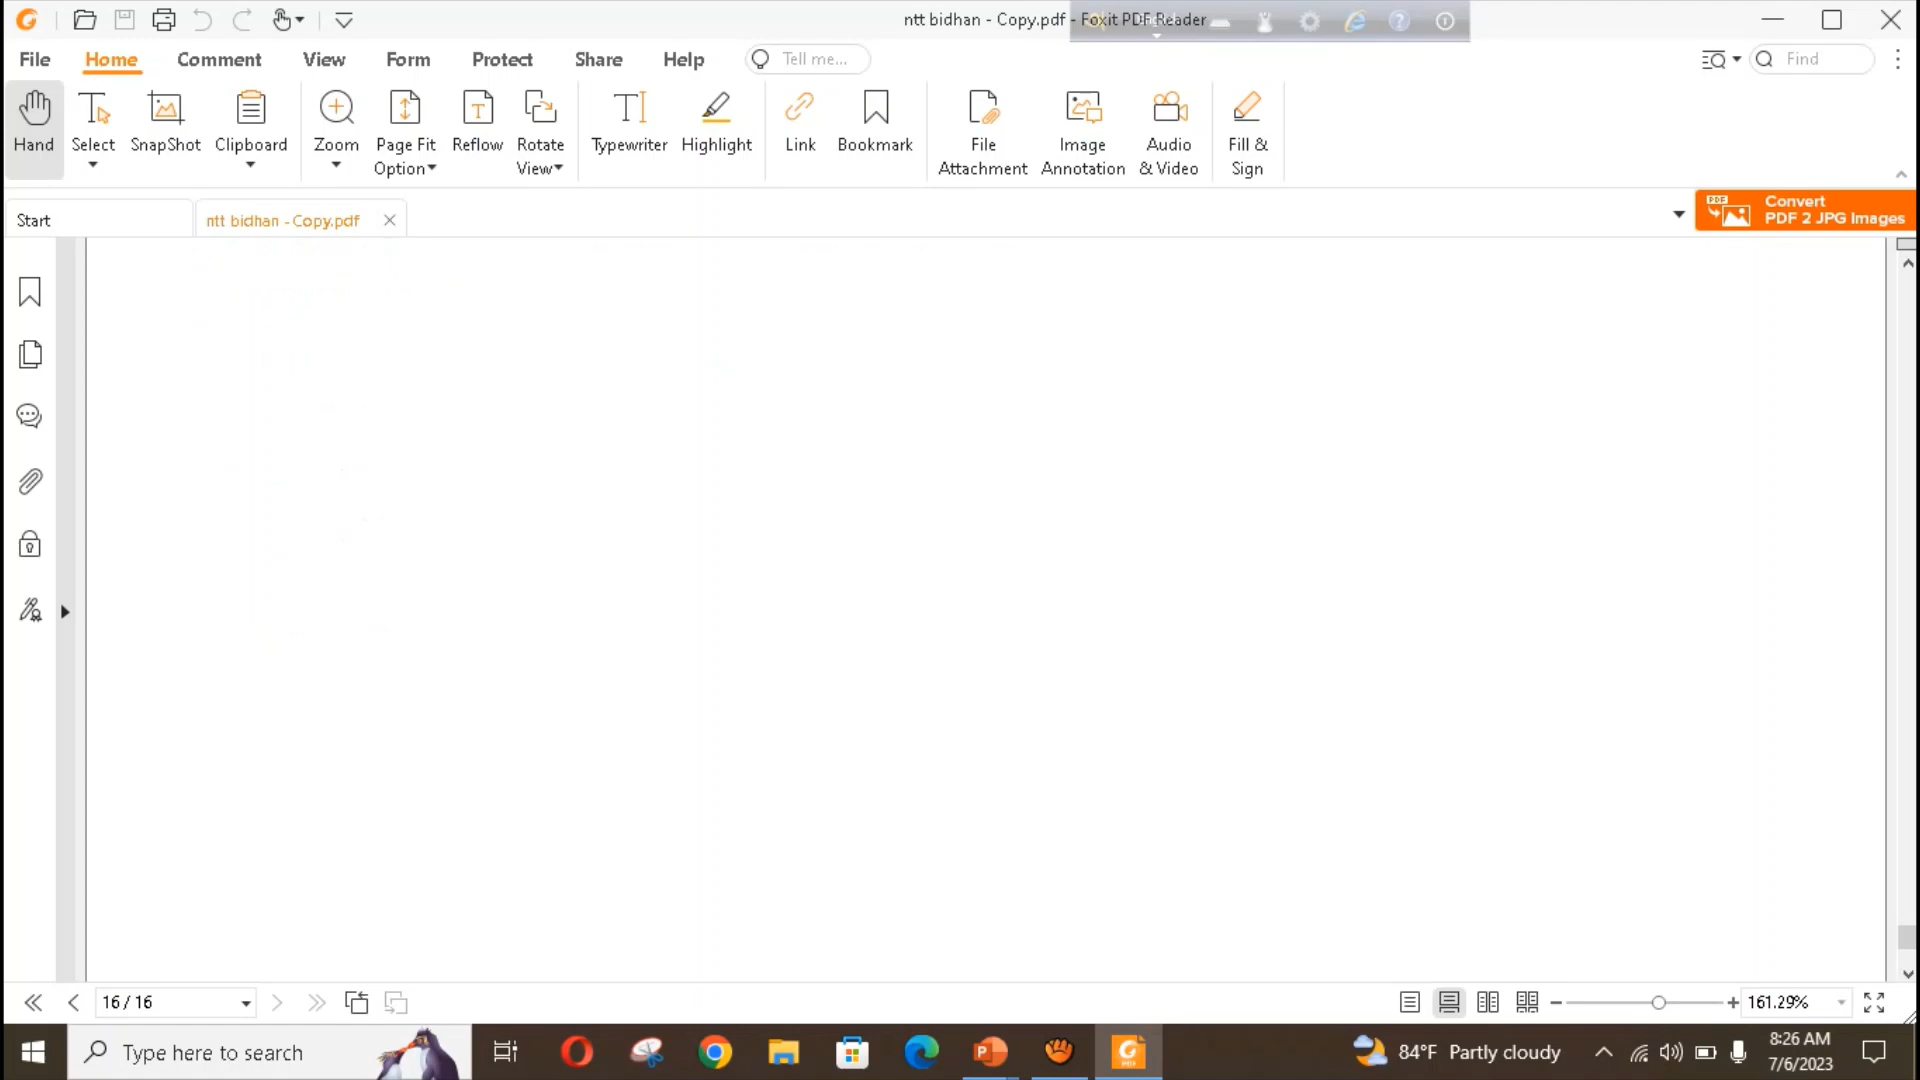 ntt bidhan - Copy.pdf - Foxit PDF Reader
File Home Comment View Form Protect Share Help Tell me... Find
Hand Select SnapShot Clipboard Zoom Page Fit Option Reflow Rotate View Typewriter Highlight Link Bookmark File Attachment Image Annotation Audio & Video Fill & Sign
Start ntt bidhan - Copy.pdf
PDF Convert
PDF 2 JPG Images
16 / 16 161.29%
Type here to search 84°F Partly cloudy 8:26 AM
7/6/2023